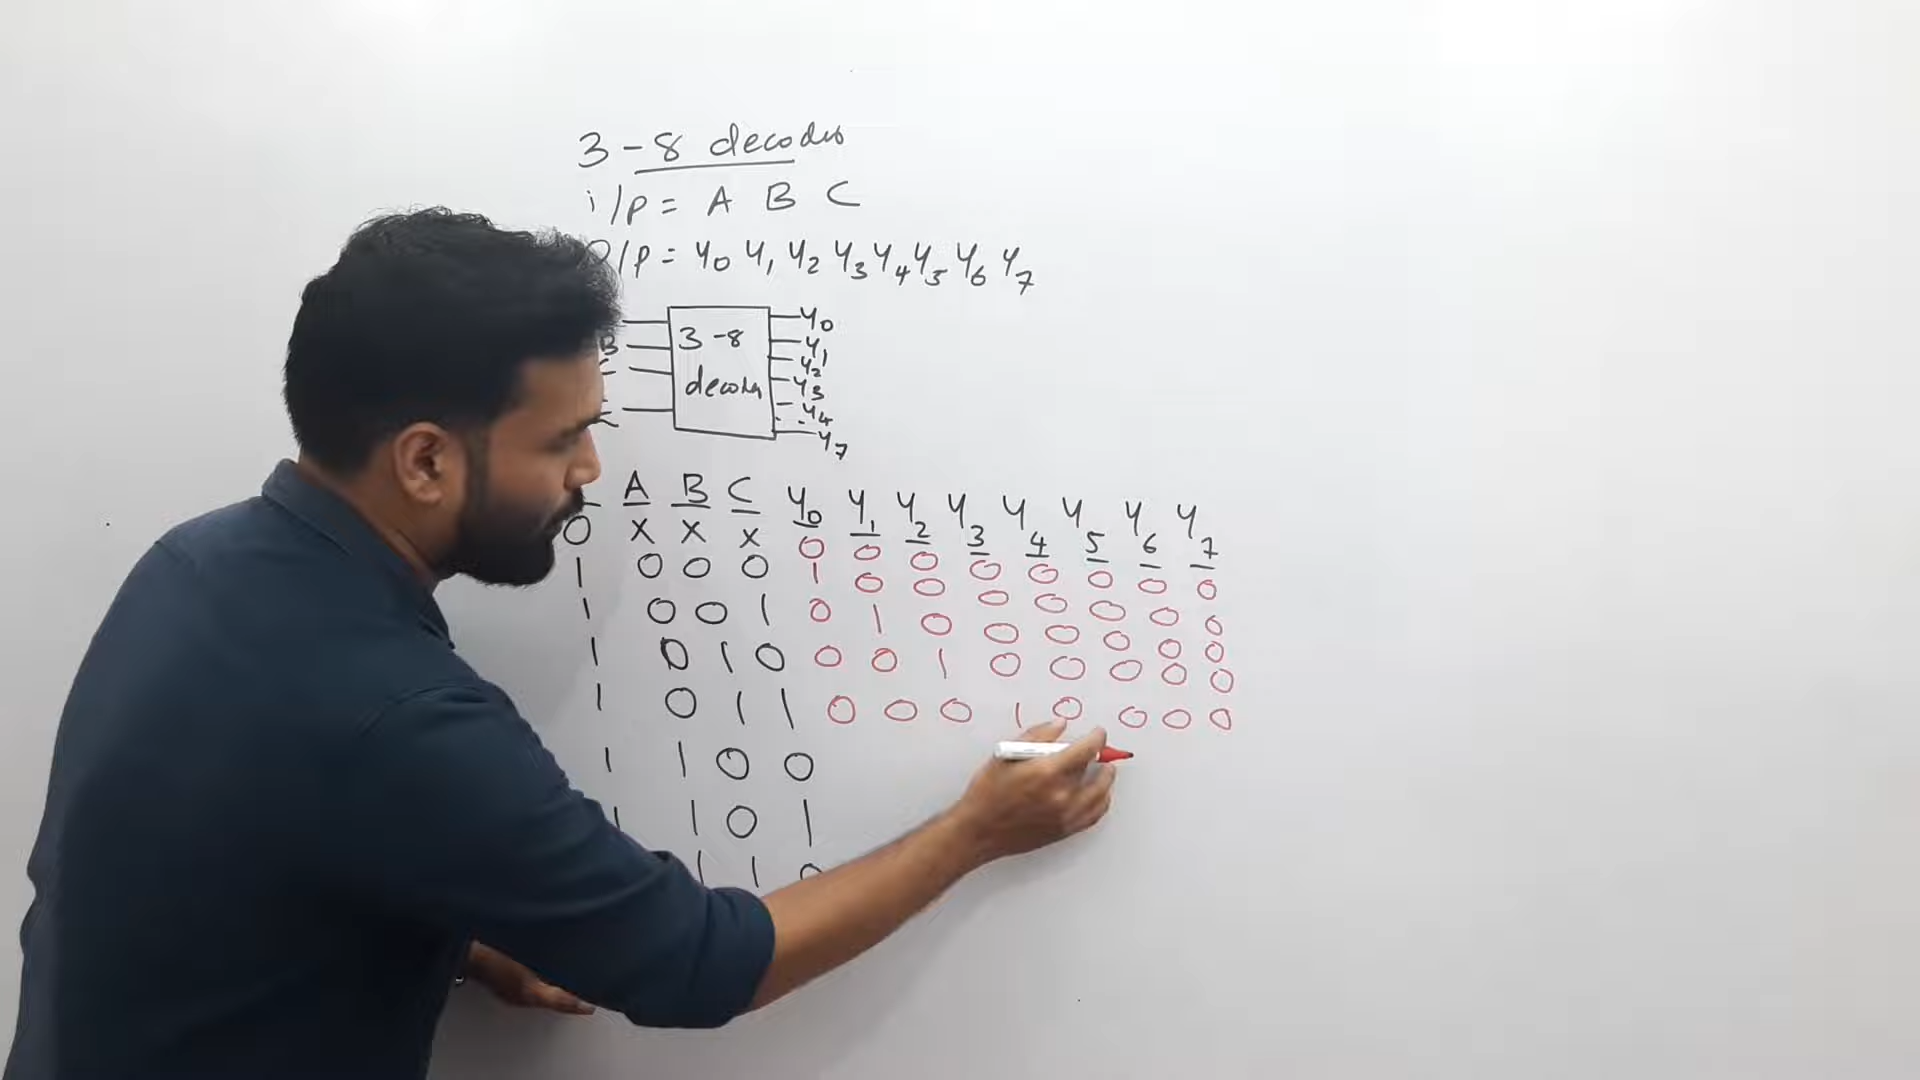 3-8 decoder
i/p = A B C
O/p = Y0 Y1 Y2 Y3 Y4 Y5 Y6 Y7
3-8 Y0
B Y1
Y2
decoder Y3
Y4
Y7
A B C Y0 Y1 Y2 Y3 Y4 Y5 Y6 Y7
0 X X X 0 0 0 0 0 0 0 0
1 0 0 0 1 0 0 0 0 0 0 0
1 0 0 1 0 1 0 0 0 0 0 0
1 0 1 0 0 0 1 0 0 0 0 0
1 0 1 1 0 0 0 1 0 0 0 0
1 1 0 0
1 1 0 1
1 1 0